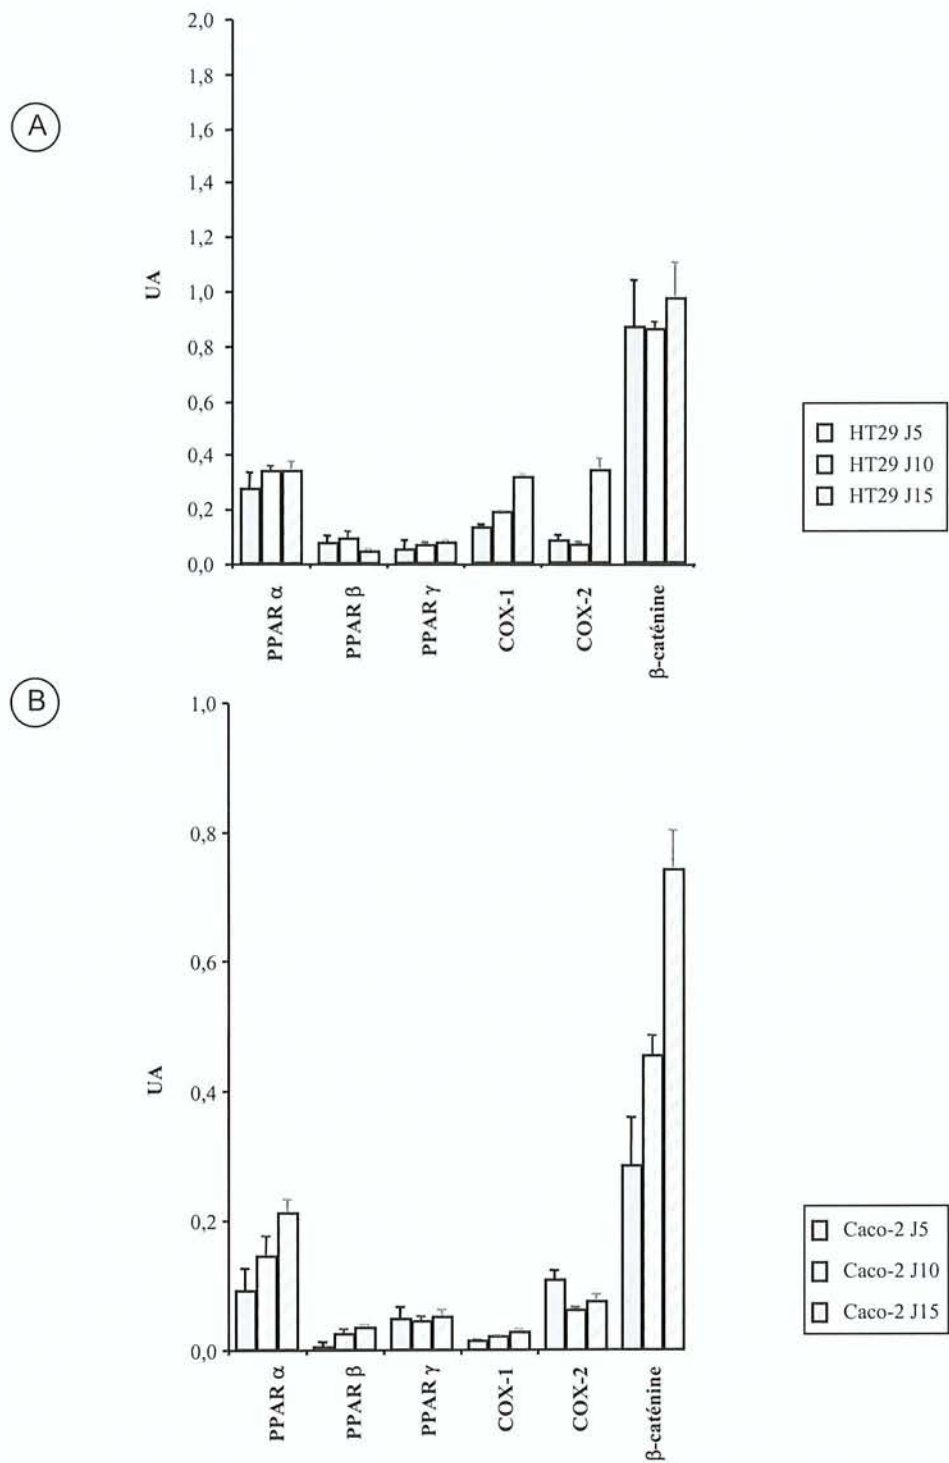 A
UA
2,0
1,8
1,6
1,4
1,2
1,0
0,8
0,6
0,4
0,2
0,0
PPAR α
PPAR β
PPAR γ
COX-1
COX-2
β-caténine
HT29 J5
HT29 J10
HT29 J15
B
UA
1,0
0,8
0,6
0,4
0,2
0,0
PPAR α
PPAR β
PPAR γ
COX-1
COX-2
β-caténine
Caco-2 J5
Caco-2 J10
Caco-2 J15